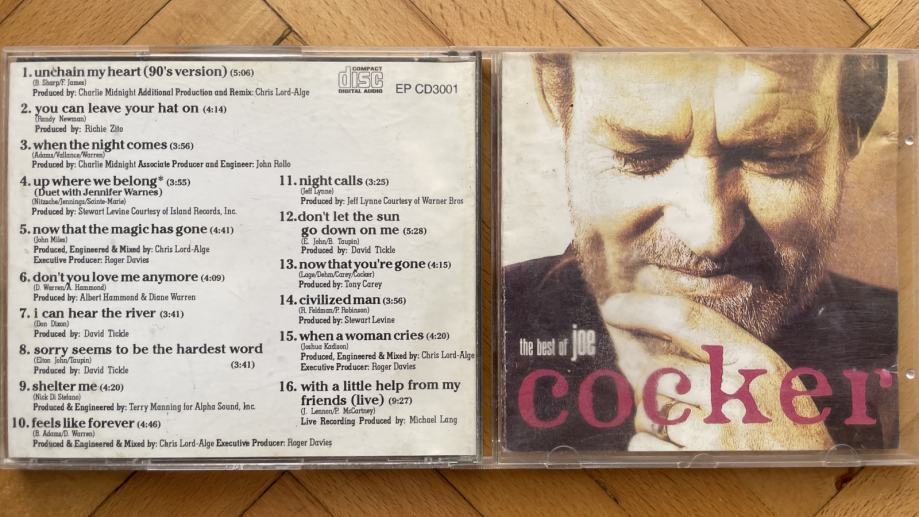 1. unchain my heart (90's version) (5:06)
(B. Sharp/F. James)
Produced by: Charlie Midnight Additional Production and Remix: Chris Lord-Alge
2. you can leave your hat on (4:14)
(Randy Newman)
Produced by: Richie Zito
3. when the night comes (3:56)
(Adams/Vallance/Warren)
Produced by: Charlie Midnight Associate Producer and Engineer: John Rollo
4. up where we belong* (3:55)
(Duet with Jennifer Warnes)
(Nitzsche/Jennings/Sainte-Marie)
Produced by: Stewart Levine Courtesy of Island Records, Inc.
5. now that the magic has gone (4:41)
(John Miles)
Produced, Engineered & Mixed by: Chris Lord-Alge
Executive Producer: Roger Davies
6. don't you love me anymore (4:09)
(D. Warren/A. Hammond)
Produced by: Albert Hammond & Diane Warren
7. i can hear the river (3:41)
(Don Dixon)
Produced by: David Tickle
8. sorry seems to be the hardest word
(Elton John/Taupin)
(3:41)
Produced by: David Tickle
9. shelter me (4:20)
(Nick Di Stefano)
Produced & Engineered by: Terry Manning for Alpha Sound, Inc.
10. feels like forever (4:46)
(B. Adams/D. Warren)
Produced & Engineered & Mixed by: Chris Lord-Alge Executive Producer: Roger Davies
COMPACT
disc
DIGITAL AUDIO
EP CD3001
11. night calls (3:25)
(Jeff Lynne)
Produced by: Jeff Lynne Courtesy of Warner Bros
12. don't let the sun
go down on me (5:28)
(E. John/B. Taupin)
Produced by: David Tickle
13. now that you're gone (4:15)
(Lage/Dehm/Carey/Cocker)
Produced by: Tony Carey
14. civilized man (3:56)
(R. Feldman/P. Robinson)
Produced by: Stewart Levine
15. when a woman cries (4:20)
(Joshua Kadison)
Produced, Engineered & Mixed by: Chris Lord-Alge
Executive Producer: Roger Davies
16. with a little help from my
friends (live) (9:27)
(J. Lennon/P. McCartney)
Live Recording Produced by: Michael Lang
the best of joe
cocker